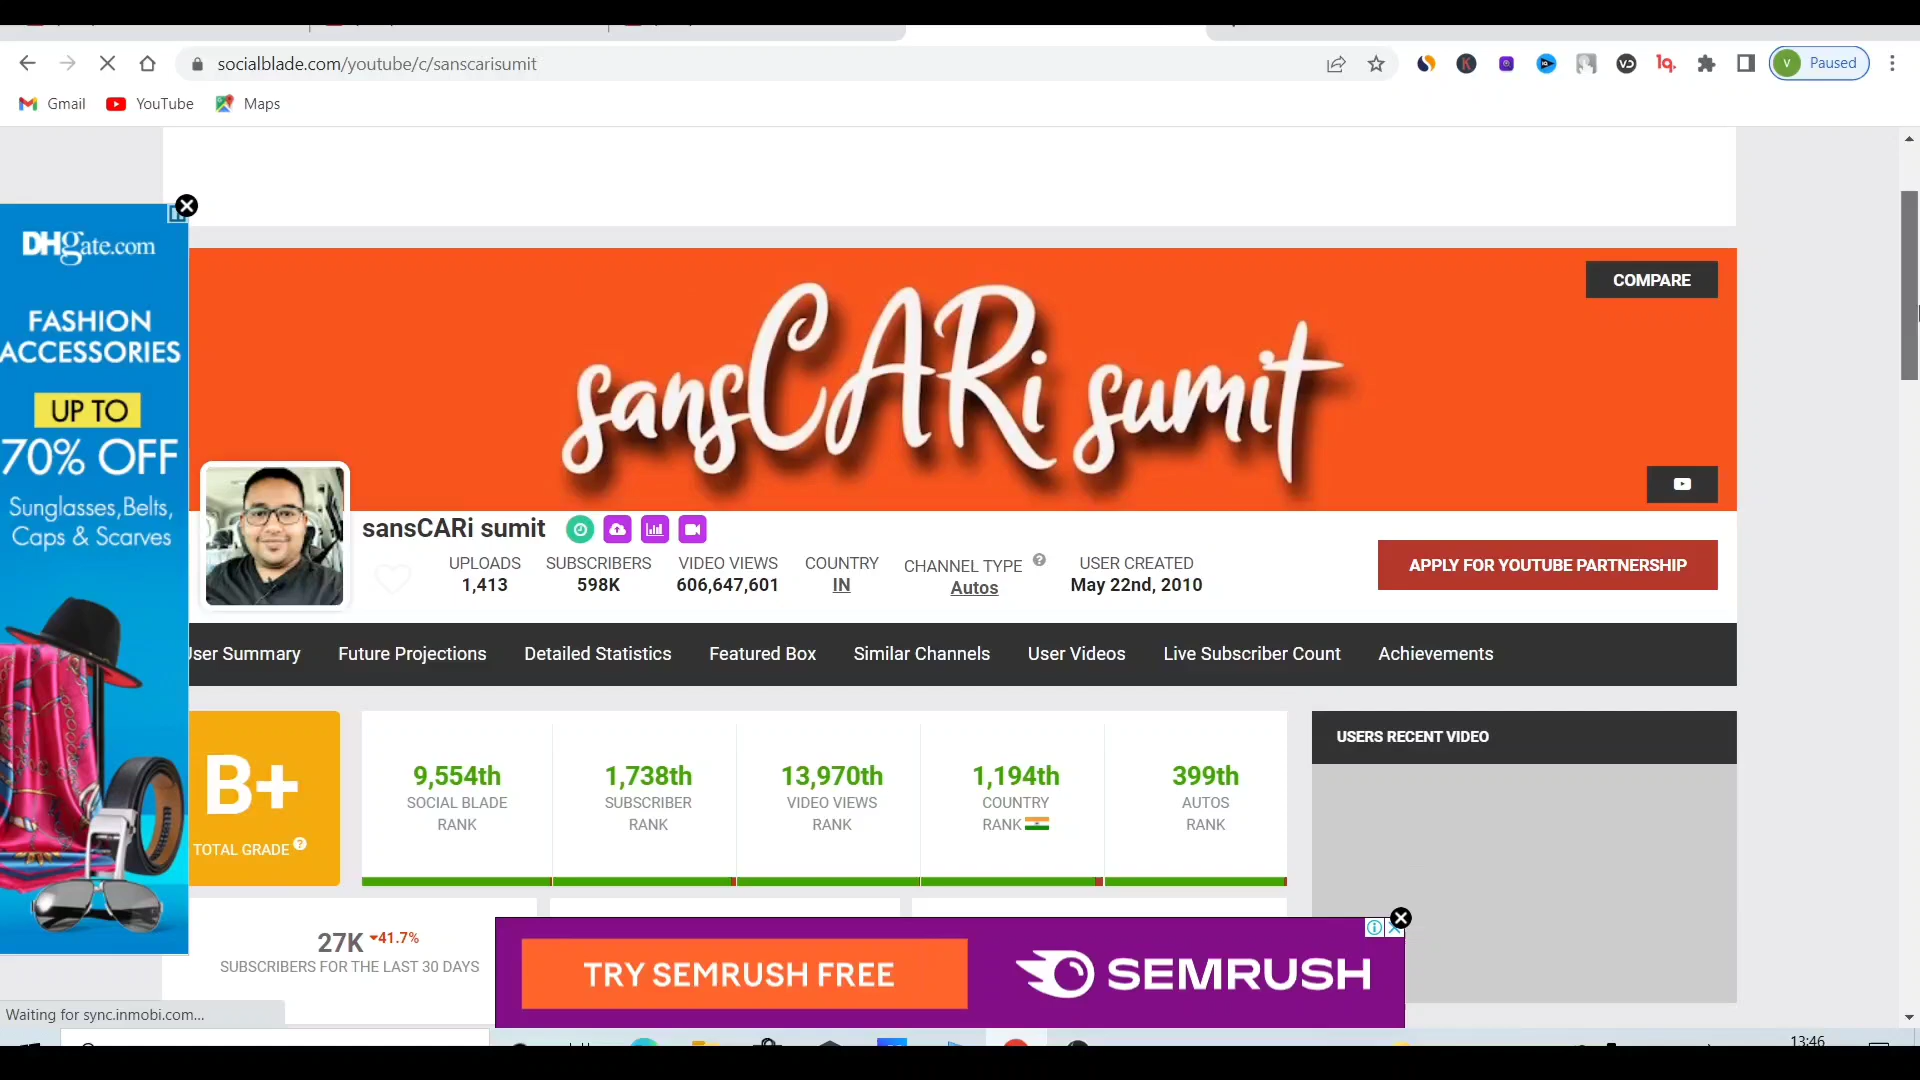 socialblade.com/youtube/c/sanscarisumit
V Paused
Gmail YouTube Maps
DHgate.com
FASHION
ACCESSORIES
UP TO
70% OFF
Sunglasses,Belts,
Caps & Scarves
COMPARE
sansCARi sumit
sansCARi sumit
UPLOADS
1,413
SUBSCRIBERS
598K
VIDEO VIEWS
606,647,601
COUNTRY
IN
CHANNEL TYPE
Autos
USER CREATED
May 22nd, 2010
APPLY FOR YOUTUBE PARTNERSHIP
User Summary Future Projections Detailed Statistics Featured Box Similar Channels User Videos Live Subscriber Count Achievements
B+
TOTAL GRADE
9,554th
SOCIAL BLADE
RANK
1,738th
SUBSCRIBER
RANK
13,970th
VIDEO VIEWS
RANK
1,194th
COUNTRY
RANK
399th
AUTOS
RANK
USERS RECENT VIDEO
27K 41.7%
SUBSCRIBERS FOR THE LAST 30 DAYS
TRY SEMRUSH FREE
SEMRUSH
Waiting for sync.inmobi.com...
13:46